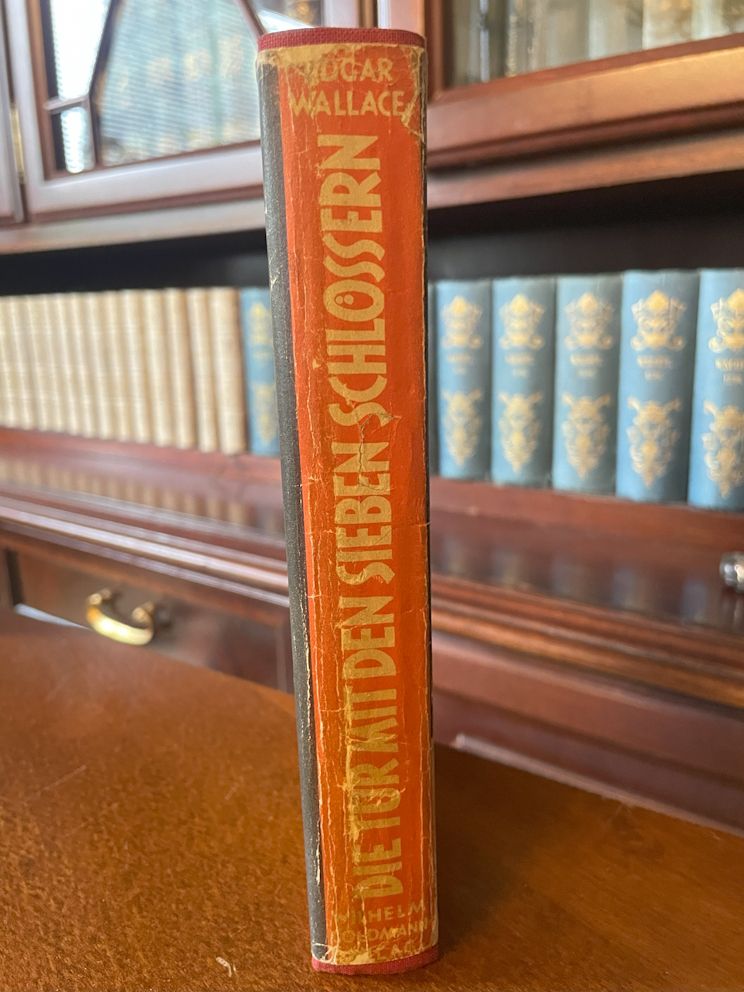 EDGAR
WALLACE
DIE TÜR MIT DEN SIEBEN SCHLÖSSERN
WILHELM
GOLDMANN
VERLAG